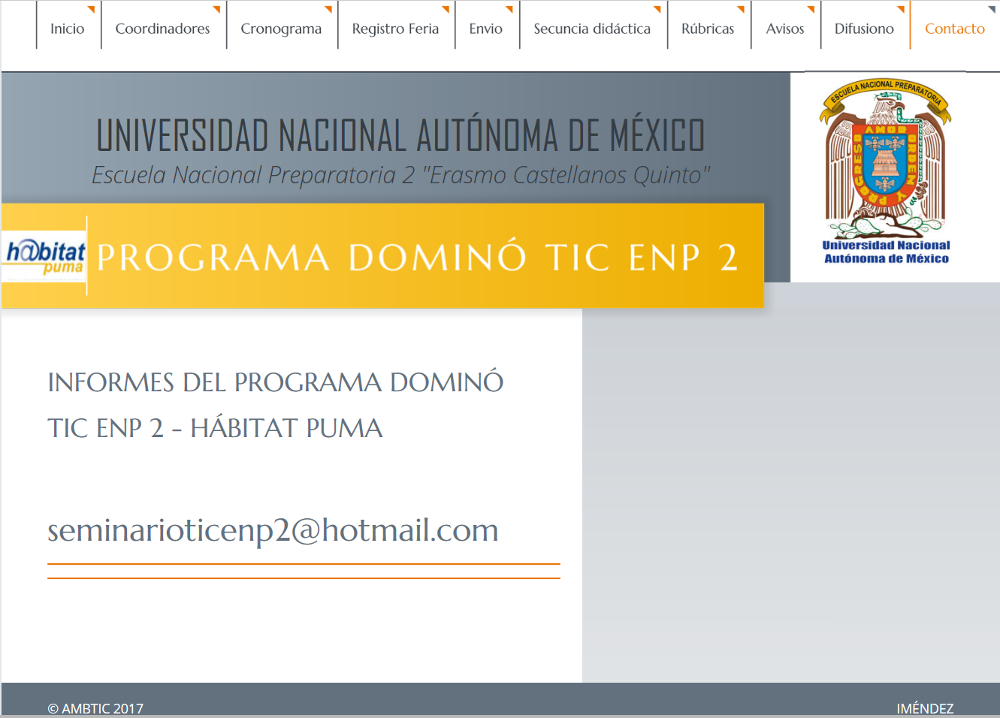 Inicio Coordinadores Cronograma Registro Feria Envio Secuncia didáctica Rúbricas Avisos Difusiono Contacto
UNIVERSIDAD NACIONAL AUTÓNOMA DE MÉXICO
Escuela Nacional Preparatoria 2 "Erasmo Castellanos Quinto"
ESCUELA NACIONAL PREPARATORIA
AMOR ORDEN Y PROGRESO
Universidad Nacional
Autónoma de México
h@bitat
puma
PROGRAMA DOMINÓ TIC ENP 2
INFORMES DEL PROGRAMA DOMINÓ
TIC ENP 2 - HÁBITAT PUMA
seminarioticenp2@hotmail.com
© AMBTIC 2017
IMÉNDEZ